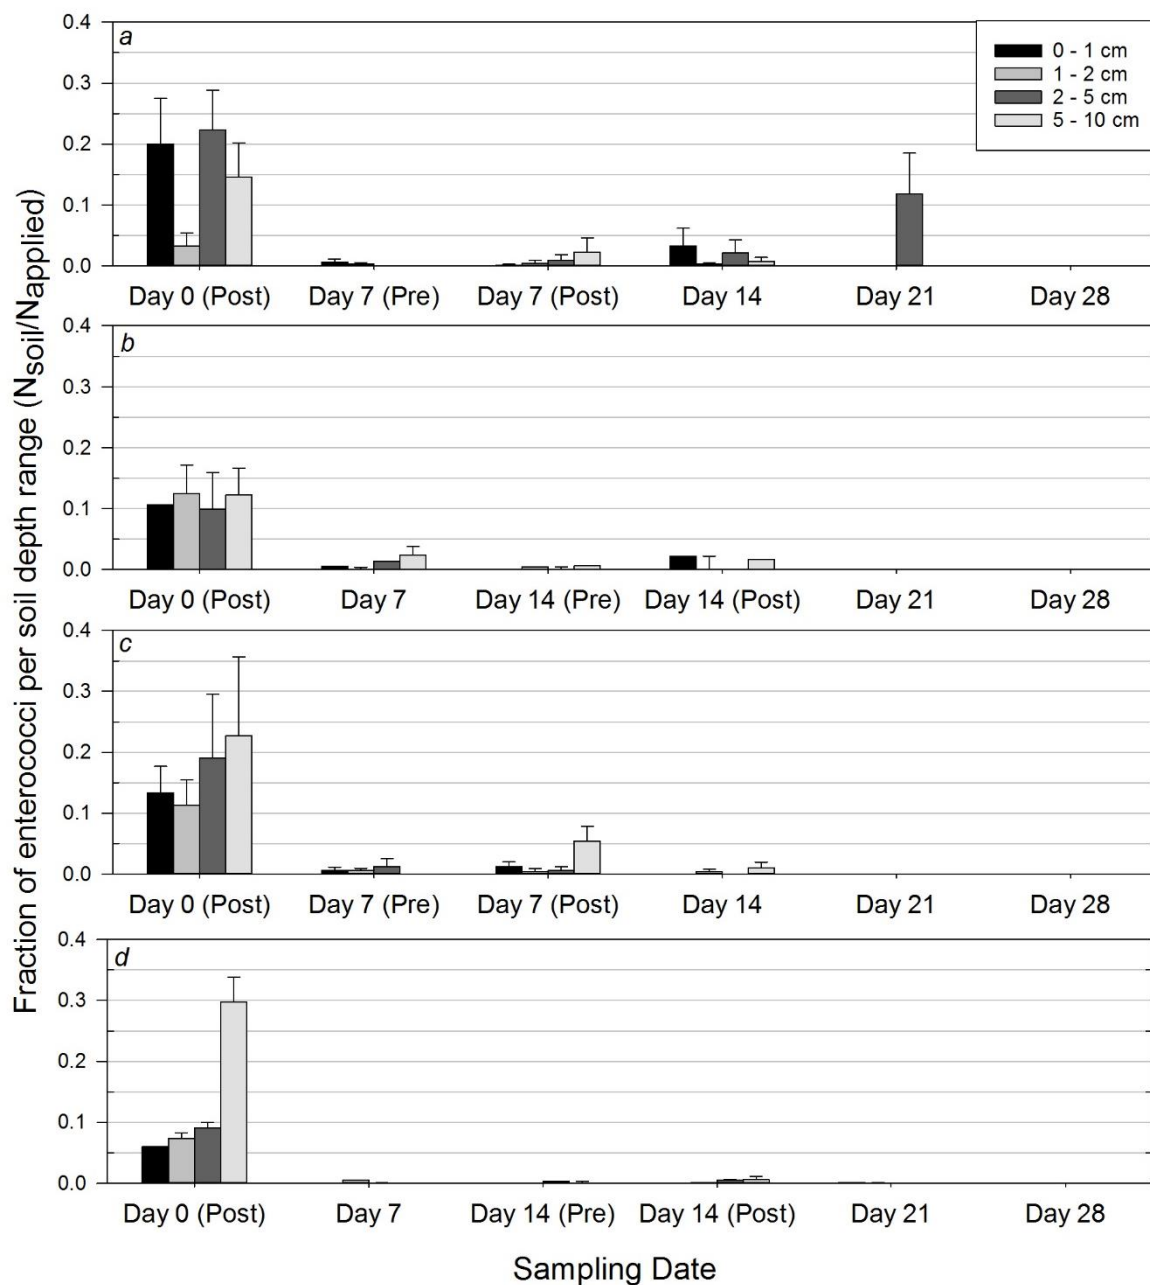 Fraction of enterococci per soil depth range (Nsoil/Napplied)
a
0 - 1 cm
1 - 2 cm
2 - 5 cm
5 - 10 cm
0.4
0.3
0.2
0.1
0.0
Day 0 (Post) Day 7 (Pre) Day 7 (Post) Day 14 Day 21 Day 28
b
0.4
0.3
0.2
0.1
0.0
Day 0 (Post) Day 7 Day 14 (Pre) Day 14 (Post) Day 21 Day 28
c
0.4
0.3
0.2
0.1
0.0
Day 0 (Post) Day 7 (Pre) Day 7 (Post) Day 14 Day 21 Day 28
d
0.4
0.3
0.2
0.1
0.0
Day 0 (Post) Day 7 Day 14 (Pre) Day 14 (Post) Day 21 Day 28
Sampling Date